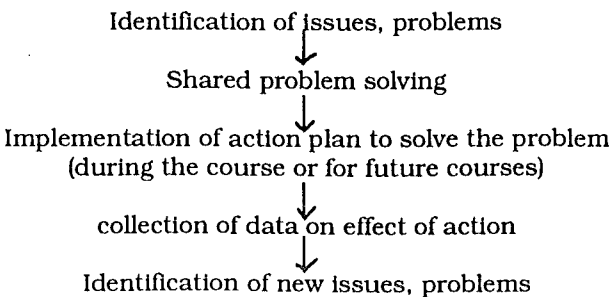 Identification of issues, problems
Shared problem solving
Implementation of action plan to solve the problem
(during the course or for future courses)
collection of data on effect of action
Identification of new issues, problems